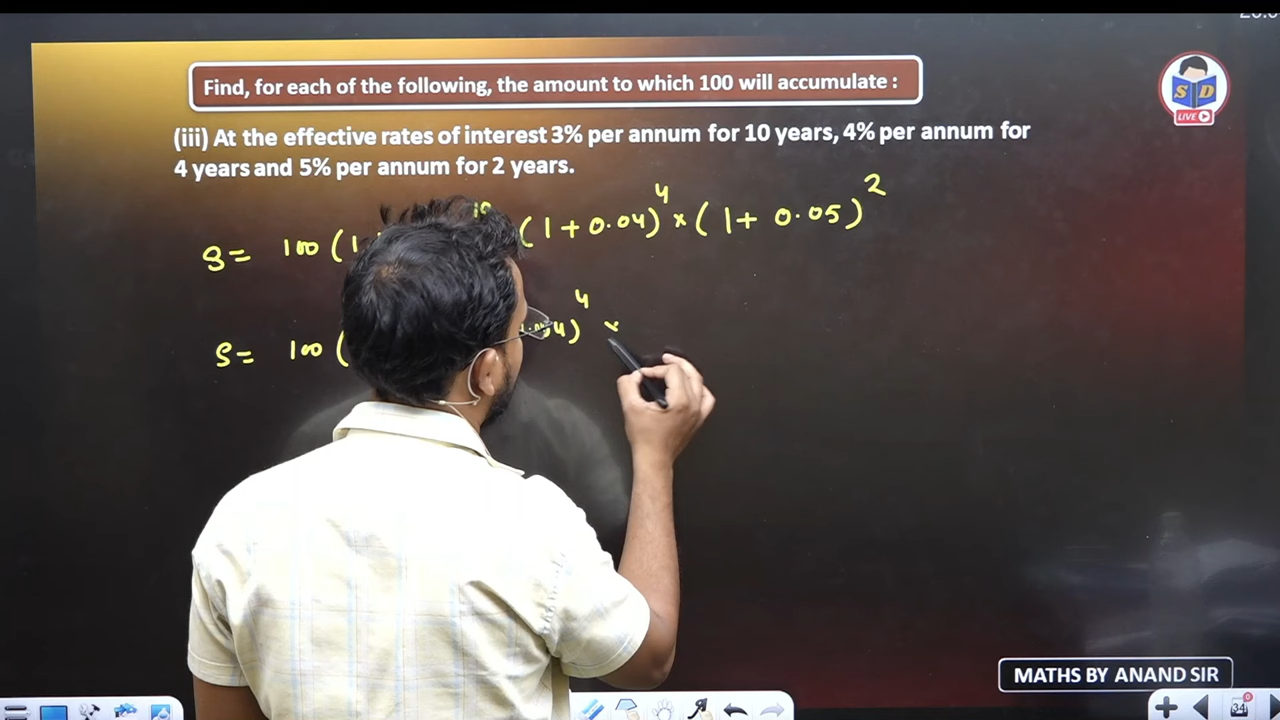 Find, for each of the following, the amount to which 100 will accumulate :
S D
LIVE
(iii) At the effective rates of interest 3% per annum for 10 years, 4% per annum for
4 years and 5% per annum for 2 years.
S = 100 (1 10 (1 + 0.04)^4 × (1 + 0.05)^2
S = 100 ( 4)^4 ×
MATHS BY ANAND SIR
34